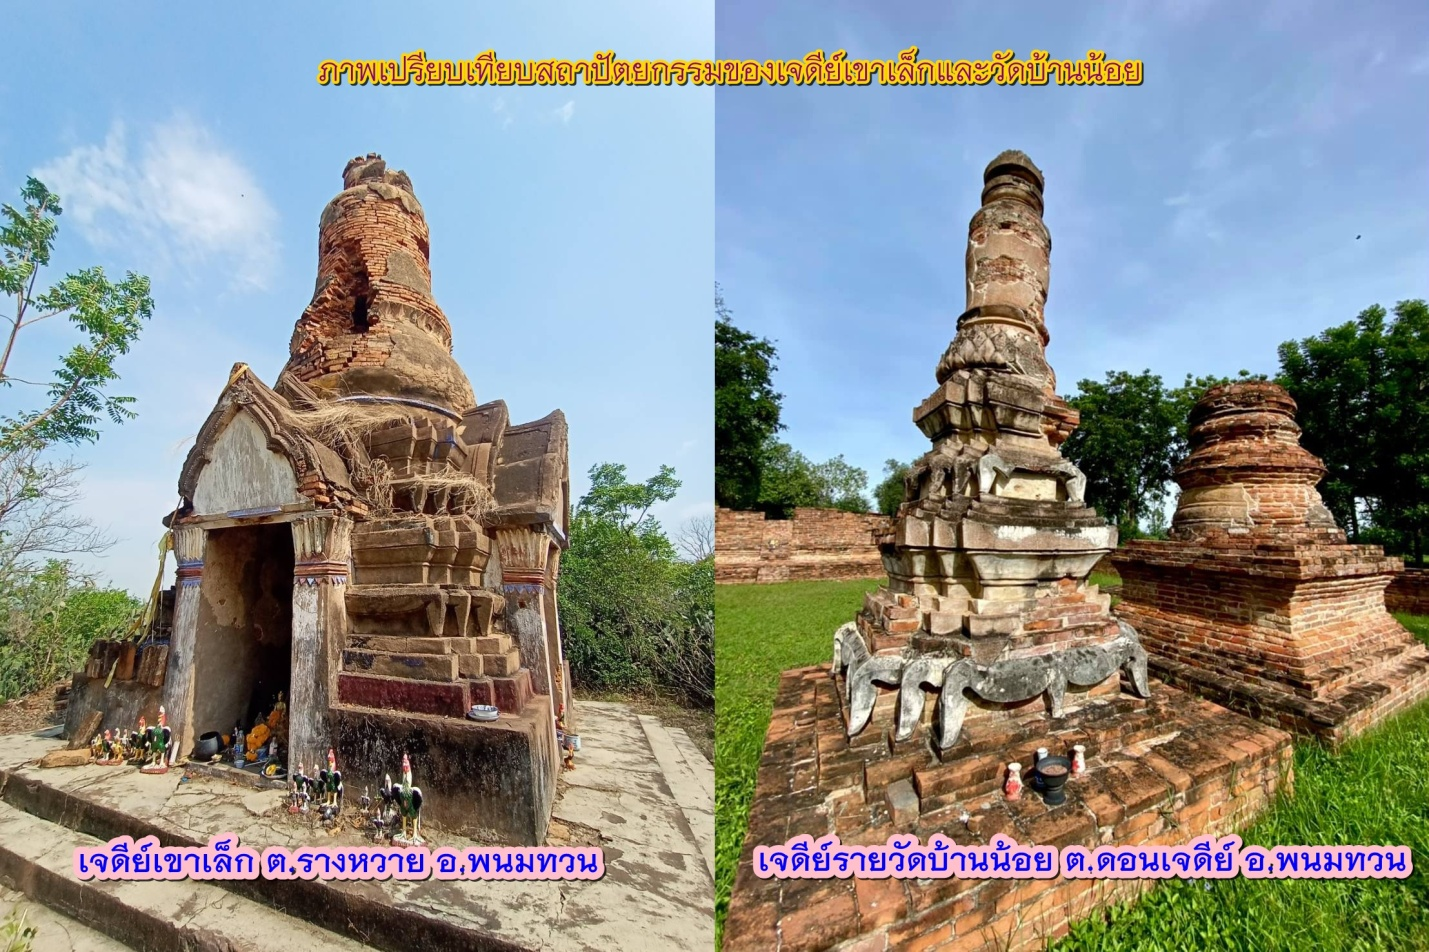 ภาพเปรียบเทียบสถาปัตยกรรมของเจดีย์เขาเล็กและวัดบ้านน้อย
เจดีย์เขาเล็ก ต,รางหวาย อ,พนมทวน
เจดีย์รายวัดบ้านน้อย ต,ดอนเจดีย์ อ,พนมทวน